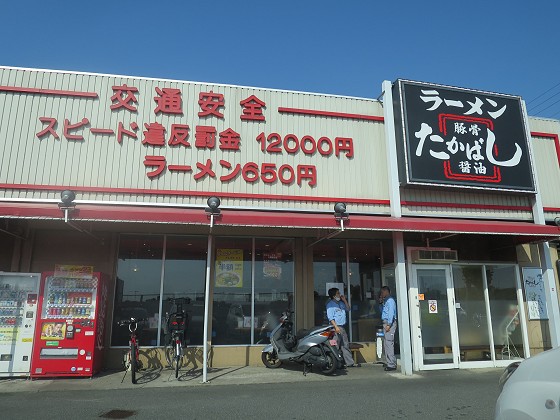 交通安全
スピード違反罰金 12000円
ラーメン650円
ラーメン
豚骨
たかばし
醤油
半額